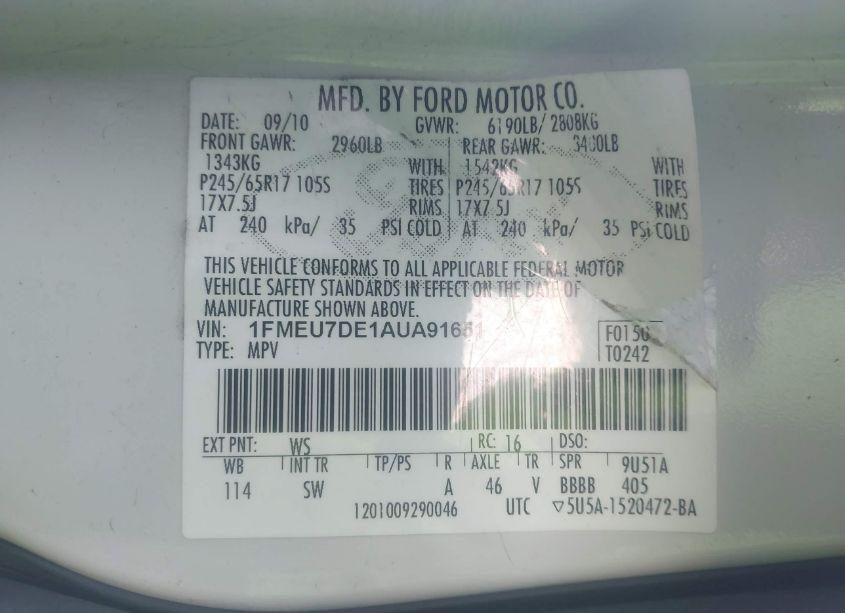 MFD. BY FORD MOTOR CO.
DATE: 09/10 GVWR: 6190LB/ 2808KG
FRONT GAWR: 2960LB REAR GAWR: 3400LB
1343KG WITH 1542KG WITH
P245/65R17 105S TIRES P245/65R17 105S TIRES
17X7.5J RIMS 17X7.5J RIMS
AT 240 kPa/ 35 PSI COLD AT 240 kPa/ 35 PSI COLD
THIS VEHICLE CONFORMS TO ALL APPLICABLE FEDERAL MOTOR
VEHICLE SAFETY STANDARDS IN EFFECT ON THE DATE OF
MANUFACTURE SHOWN ABOVE.
VIN: 1FMEU7DE1AUA91651 F0150
TYPE: MPV T0242
EXT PNT: WS RC: 16 DSO:
WB INT TR TP/PS R AXLE TR SPR 9U51A
114 SW A 46 V BBBB 405
1201009290046 UTC ▽5U5A-1520472-BA